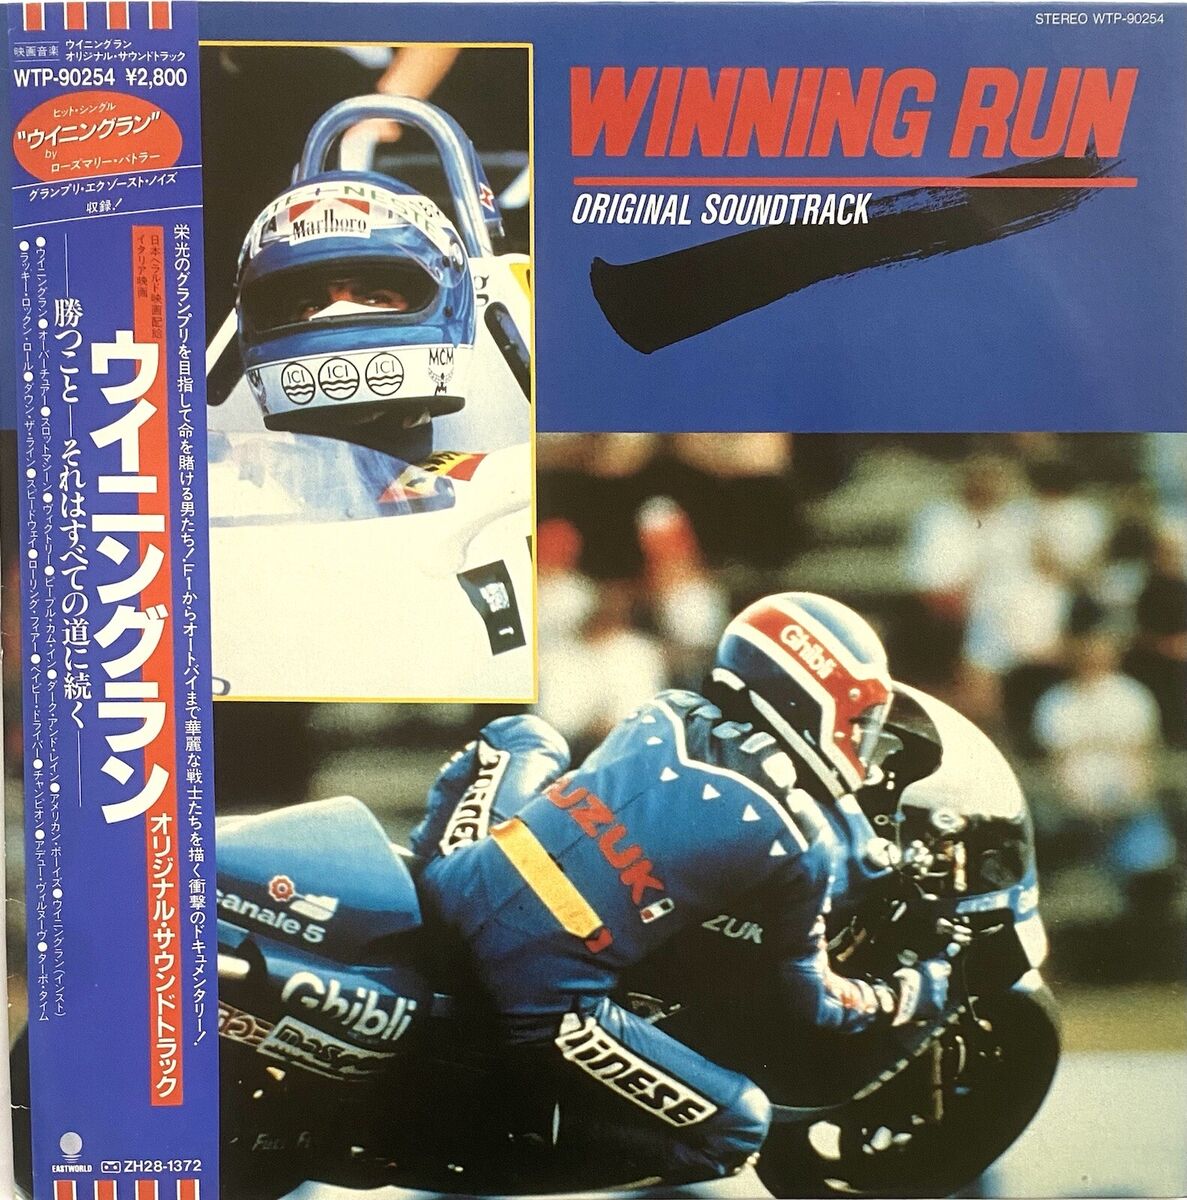 STEREO WTP-90254
WINNING RUN
ORIGINAL SOUNDTRACK
映画音楽
ウイニングラン
オリジナル・サウンドトラック
WTP-90254 ¥2,800
ヒット・シングル
"ウイニングラン"
by
ローズマリー・バトラー
グランプリ・エクゾースト・ノイズ
収録!
栄光のグランプリを目指して命を賭ける男たち!F1からオートバイまで華麗な戦士たちを描く衝撃のドキュメンタリー!
日本ヘラルド映画配給
イタリア映画
ウイニングラン
オリジナル・サウンドトラック
——勝つこと——それはすべての道に続く——
●ウイニングラン●オーバーチュアー●スロットマシーン●ヴィクトリー●ピープル・カム・イン●ダーク・アンド・レイン●アメリカン・ボーイズ●ウイニングラン(インスト)
●ラッキー・ロックン・ロール●ダウン・ザ・ライン●スピードウェイ●ローリング・フィアー●ベイビー・ドライバー●チャンピオン●アデュー・ヴィルヌーヴ●ターボ・タイム
EASTWORLD
ZH28-1372
Marlboro
ICI
ICI
ICI
MCM
Ghibli
SUZUKI
canale 5
Ghibli